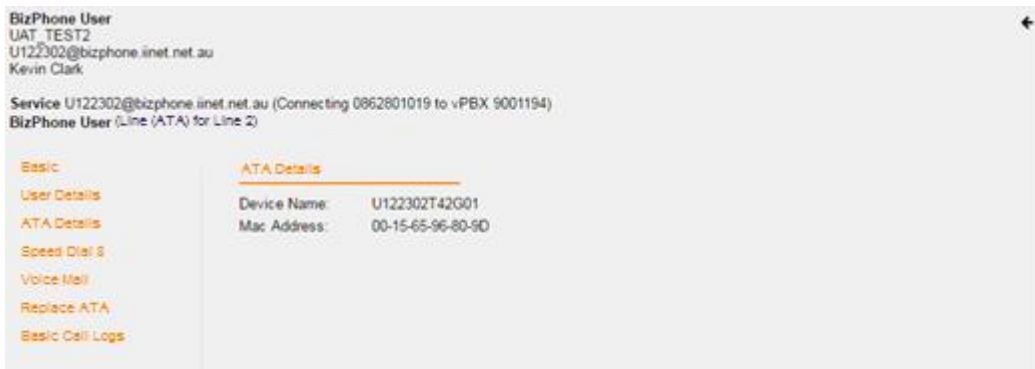 BizPhone User
UAT_TEST2
U122302@bizphone.iinet.net.au
Kevin Clark
Service U122302@bizphone.iinet.net.au (Connecting 0862801019 to vPBX 9001194)
BizPhone User (Line (ATA) for Line 2)
Basic
User Details
ATA Details
Speed Dial 8
Voice Mail
Replace ATA
Basic Call Logs
ATA Details
Device Name: U122302T42G01
Mac Address: 00-15-65-96-80-9D